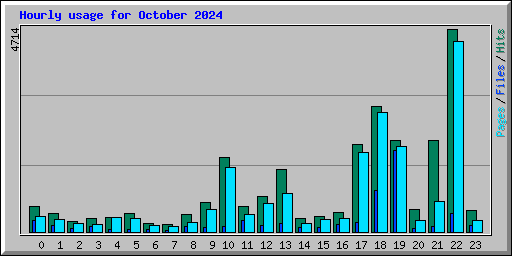 Hourly usage for October 2024
4714
Pages / Files / Hits
0 1 2 3 4 5 6 7 8 9 10 11 12 13 14 15 16 17 18 19 20 21 22 23